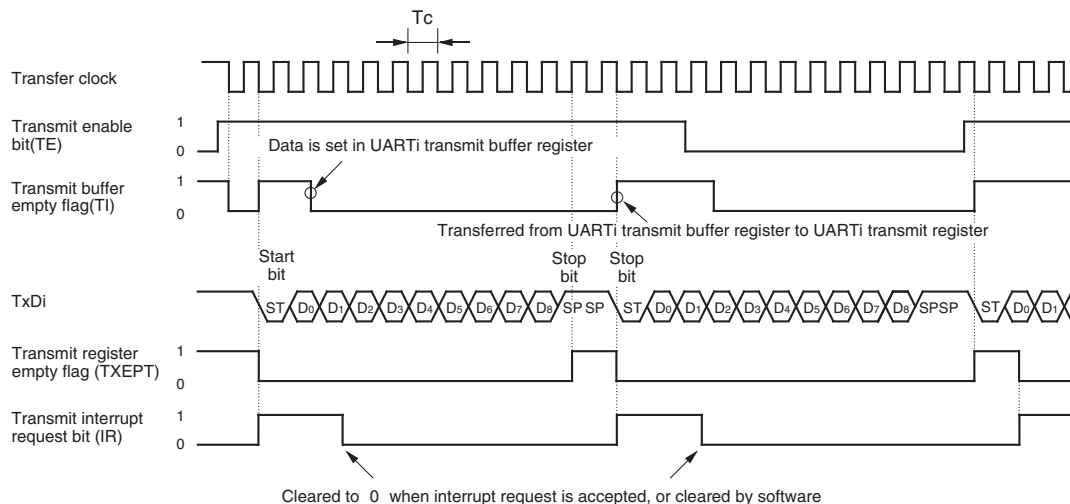 Tc
Transfer clock
Transmit enable
bit(TE)
1
0
Data is set in UARTi transmit buffer register
Transmit buffer
empty flag(TI)
1
0
Transferred from UARTi transmit buffer register to UARTi transmit register
Start
bit
Stop
bit
Stop
bit
TxDi
ST D0 D1 D2 D3 D4 D5 D6 D7 D8 SP SP ST D0 D1 D2 D3 D4 D5 D6 D7 D8 SPSP ST D0 D1
Transmit register
empty flag (TXEPT)
1
0
Transmit interrupt
request bit (IR)
1
0
Cleared to 0 when interrupt request is accepted, or cleared by software